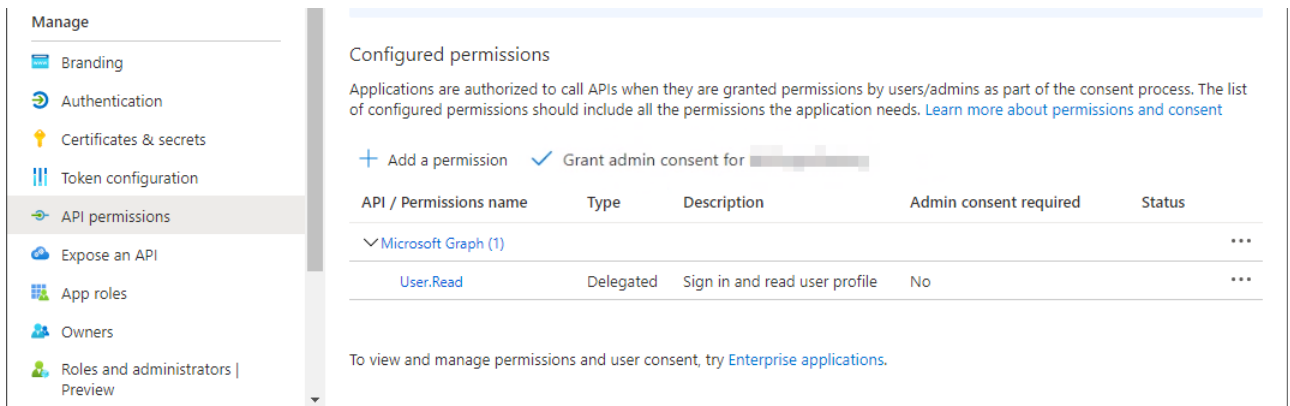 Manage
Branding
Authentication
Certificates & secrets
Token configuration
API permissions
Expose an API
App roles
Owners
Roles and administrators |
Preview
Configured permissions
Applications are authorized to call APIs when they are granted permissions by users/admins as part of the consent process. The list
of configured permissions should include all the permissions the application needs. Learn more about permissions and consent
Add a permission Grant admin consent for
API / Permissions name Type Description Admin consent required Status
Microsoft Graph (1)
User.Read Delegated Sign in and read user profile No
To view and manage permissions and user consent, try Enterprise applications.